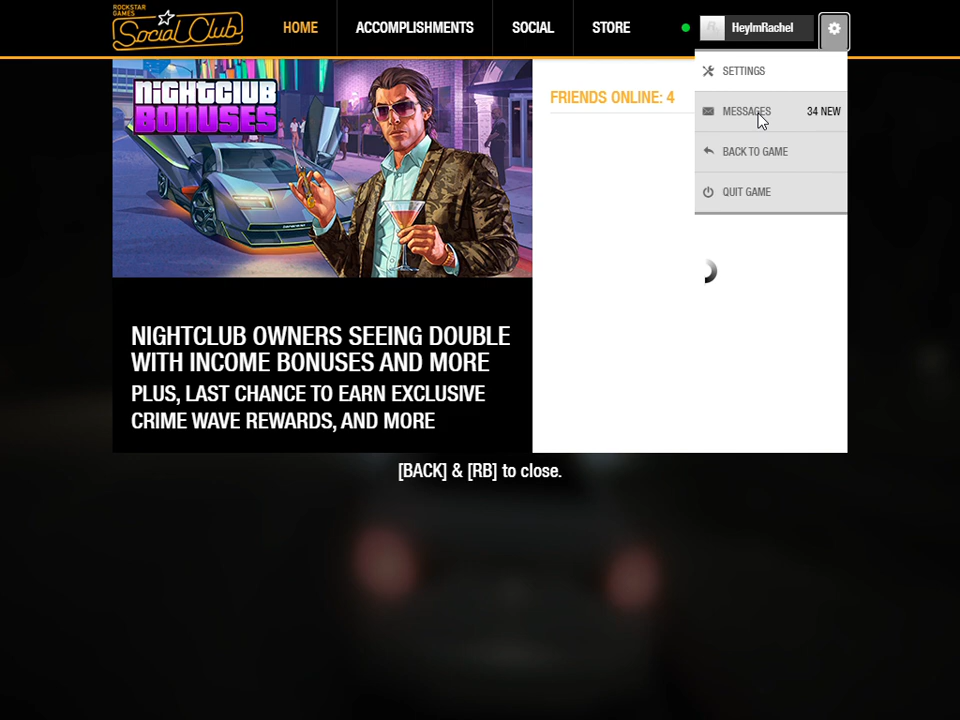 ROCKSTAR
GAMES
Social Club
HOME
ACCOMPLISHMENTS
SOCIAL
STORE
HeyImRachel
SETTINGS
MESSAGES 34 NEW
BACK TO GAME
QUIT GAME
NIGHTCLUB
BONUSES
FRIENDS ONLINE: 4
NIGHTCLUB OWNERS SEEING DOUBLE
WITH INCOME BONUSES AND MORE
PLUS, LAST CHANCE TO EARN EXCLUSIVE
CRIME WAVE REWARDS, AND MORE
[BACK] & [RB] to close.